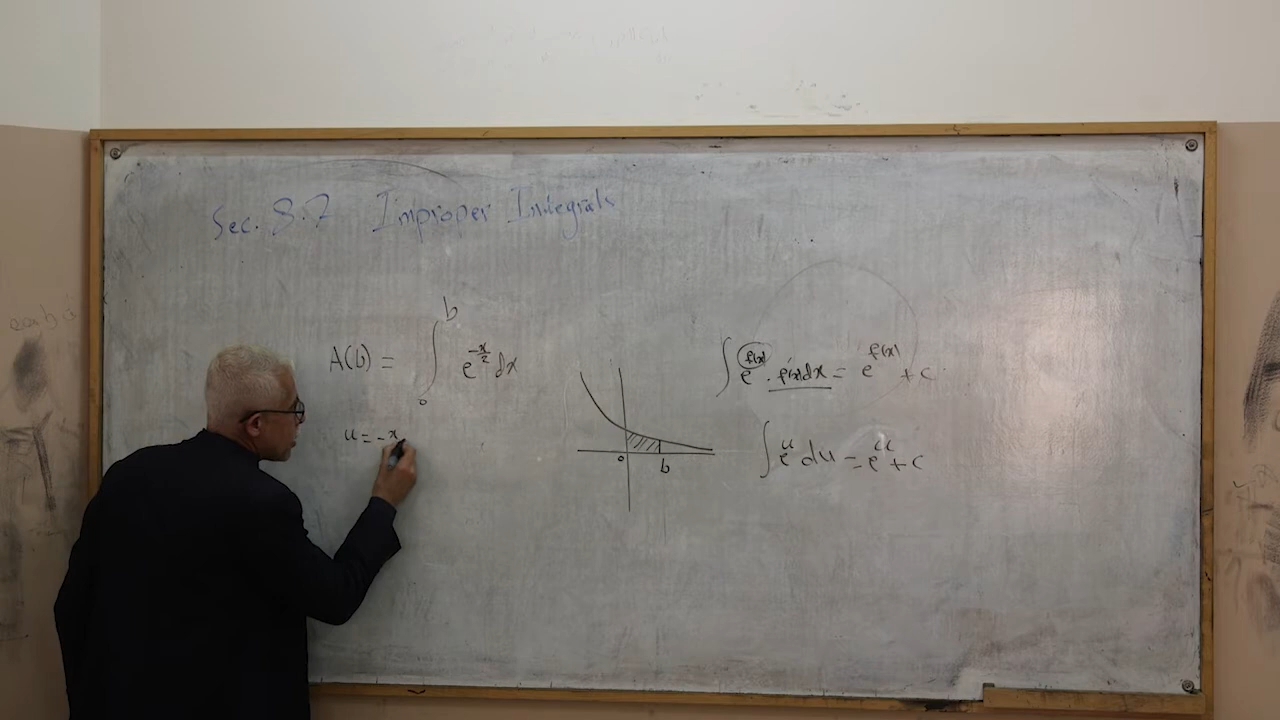 Sec. 8.7 Improper Integrals
A(b) = ∫₀ᵇ e^(-x/2) dx
∫ e^f(x) · f'(x)dx = e^f(x) + c
u = -x
0 b
∫ e^u du = e^u + c